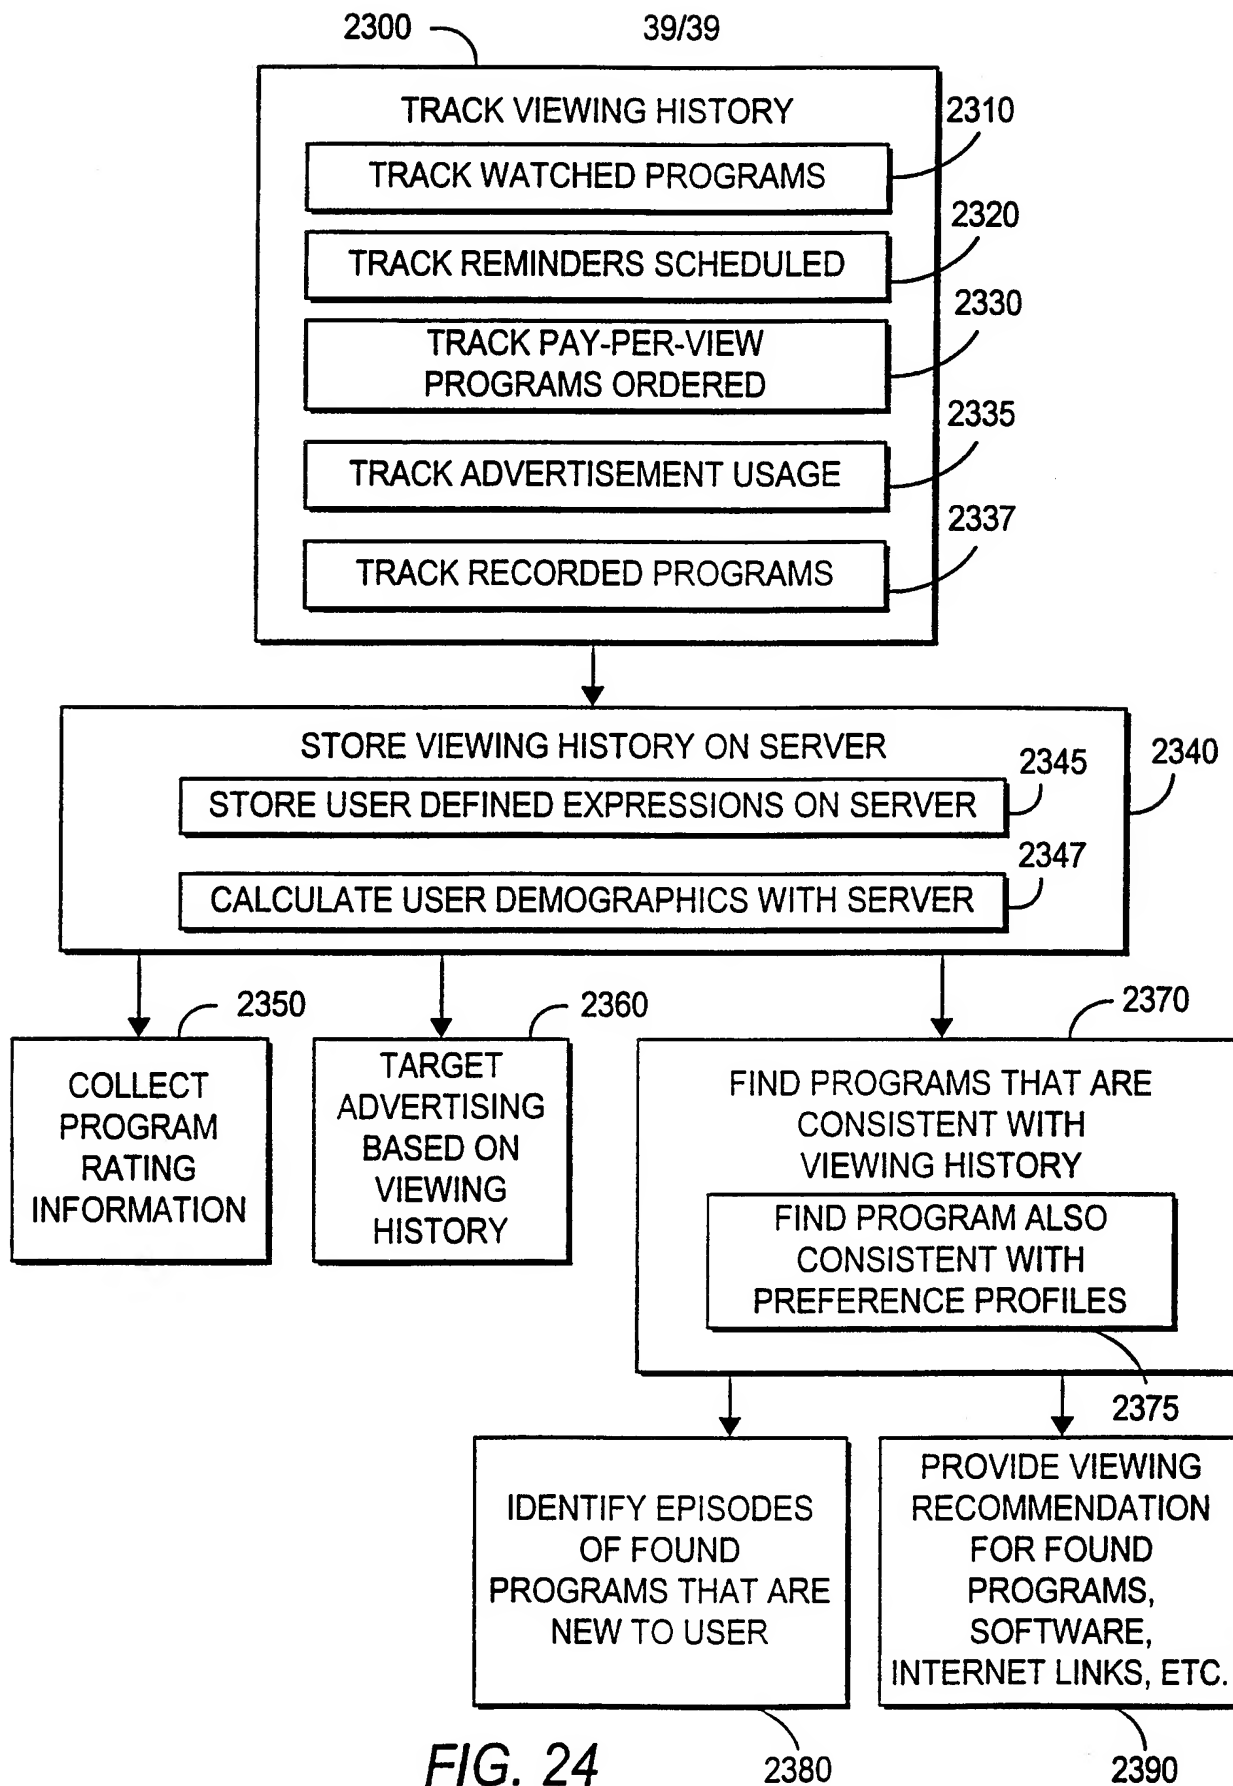 2300
39/39
TRACK VIEWING HISTORY
2310
TRACK WATCHED PROGRAMS
2320
TRACK REMINDERS SCHEDULED
2330
TRACK PAY-PER-VIEW
PROGRAMS ORDERED
2335
TRACK ADVERTISEMENT USAGE
2337
TRACK RECORDED PROGRAMS
STORE VIEWING HISTORY ON SERVER
2345
2340
STORE USER DEFINED EXPRESSIONS ON SERVER
2347
CALCULATE USER DEMOGRAPHICS WITH SERVER
2350
2360
2370
COLLECT
PROGRAM
RATING
INFORMATION
TARGET
ADVERTISING
BASED ON
VIEWING
HISTORY
FIND PROGRAMS THAT ARE
CONSISTENT WITH
VIEWING HISTORY
FIND PROGRAM ALSO
CONSISTENT WITH
PREFERENCE PROFILES
2375
IDENTIFY EPISODES
OF FOUND
PROGRAMS THAT ARE
NEW TO USER
PROVIDE VIEWING
RECOMMENDATION
FOR FOUND
PROGRAMS,
SOFTWARE,
INTERNET LINKS, ETC.
FIG. 24
2380
2390